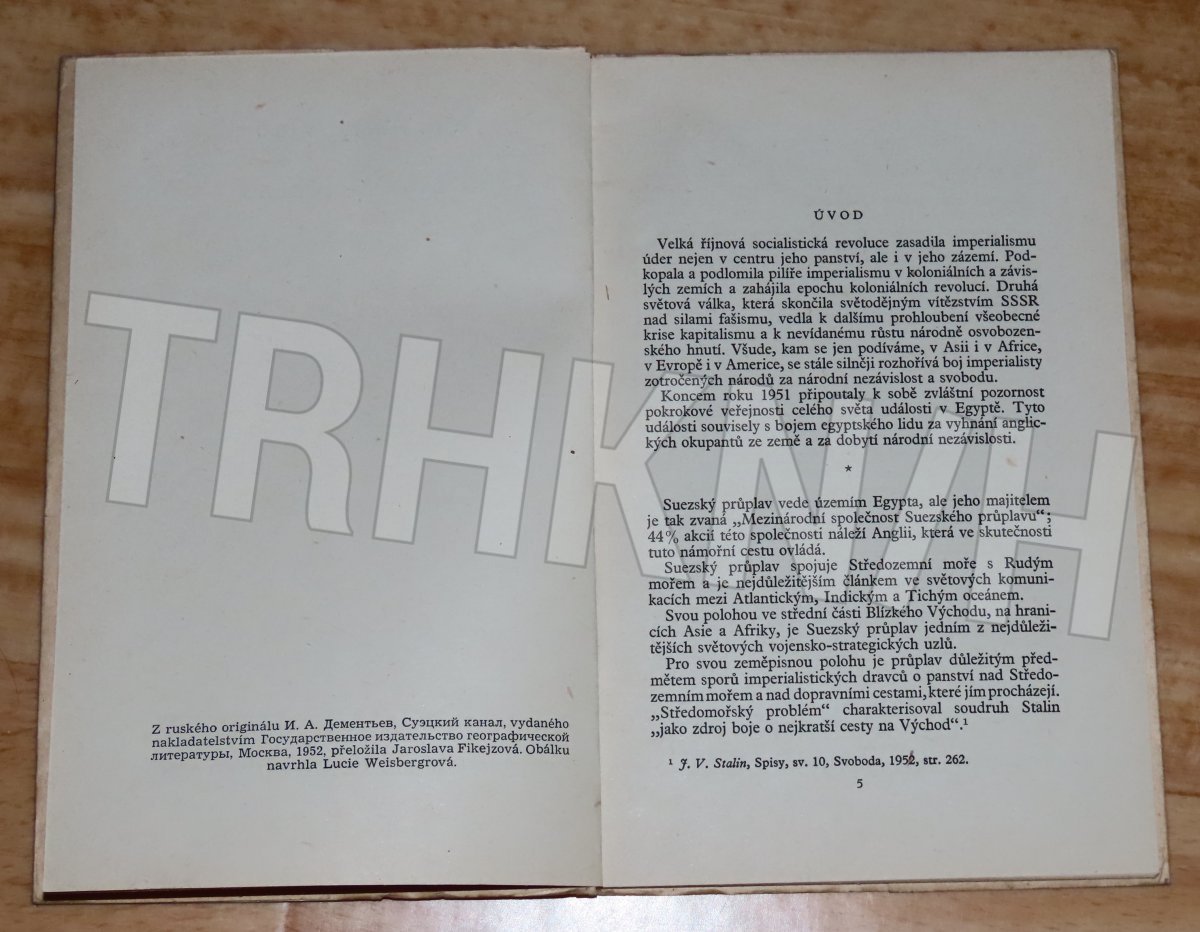 Z ruského originálu И. А. Дементьев, Суэцкий канал, vydaného
nakladatelstvím Государственное издательство географической
литературы, Москва, 1952, přeložila Jaroslava Fikejzová. Obálku
navrhla Lucie Weisbergrová.
ÚVOD
Velká říjnová socialistická revoluce zasadila imperialismu
úder nejen v centru jeho panství, ale i v jeho zázemí. Pod-
kopala a podlomila pilíře imperialismu v koloniálních a závis-
lých zemích a zahájila epochu koloniálních revolucí. Druhá
světová válka, která skončila světodějným vítězstvím SSSR
nad silami fašismu, vedla k dalšímu prohloubení všeobecné
krise kapitalismu a k nevídanému růstu národně osvobozen-
ského hnutí. Všude, kam se jen podíváme, v Asii i v Africe,
v Evropě i v Americe, se stále silněji rozhořívá boj imperialisty
zotročených národů za národní nezávislost a svobodu.
Koncem roku 1951 připoutaly k sobě zvláštní pozornost
pokrokové veřejnosti celého světa události v Egyptě. Tyto
události souvisely s bojem egyptského lidu za vyhnání anglic-
kých okupantů ze země a za dobytí národní nezávislosti.
*
Suezský průplav vede územím Egypta, ale jeho majitelem
je tak zvaná „Mezinárodní společnost Suezského průplavu“;
44% akcií této společnosti náleží Anglii, která ve skutečnosti
tuto námořní cestu ovládá.
Suezský průplav spojuje Středozemní moře s Rudým
mořem a je nejdůležitějším článkem ve světových komuni-
kacích mezi Atlantickým, Indickým a Tichým oceánem.
Svou polohou ve střední části Blízkého Východu, na hrani-
cích Asie a Afriky, je Suezský průplav jedním z nejdůleži-
tějších světových vojensko-strategických uzlů.
Pro svou zeměpisnou polohu je průplav důležitým před-
mětem sporů imperialistických dravců o panství nad Středo-
zemním mořem a nad dopravními cestami, které jím procházejí.
„Středomořský problém“ charakterisoval soudruh Stalin
„jako zdroj boje o nejkratší cesty na Východ“.¹
¹ J. V. Stalin, Spisy, sv. 10, Svoboda, 1952, str. 262.
5
TRHKNIH